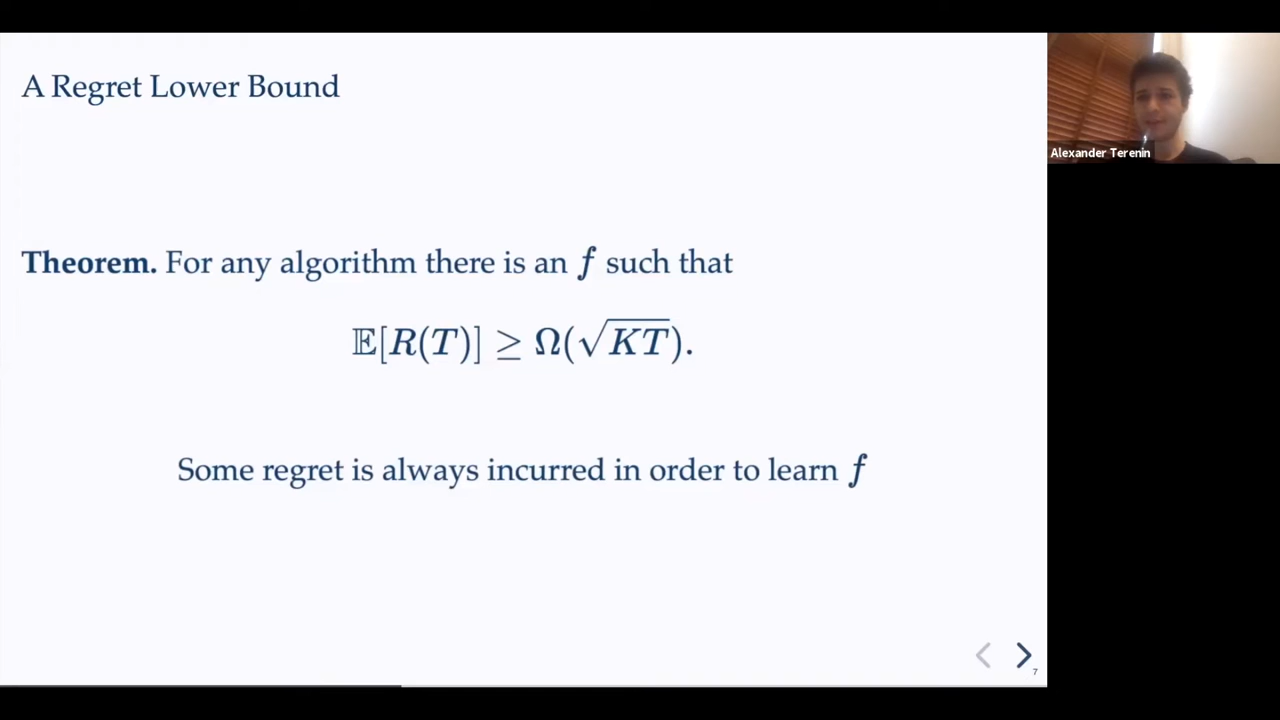 A Regret Lower Bound
Alexander Terenin
Theorem. For any algorithm there is an f such that
𝔼[R(T)] ≥ Ω(√KT).
Some regret is always incurred in order to learn f
7